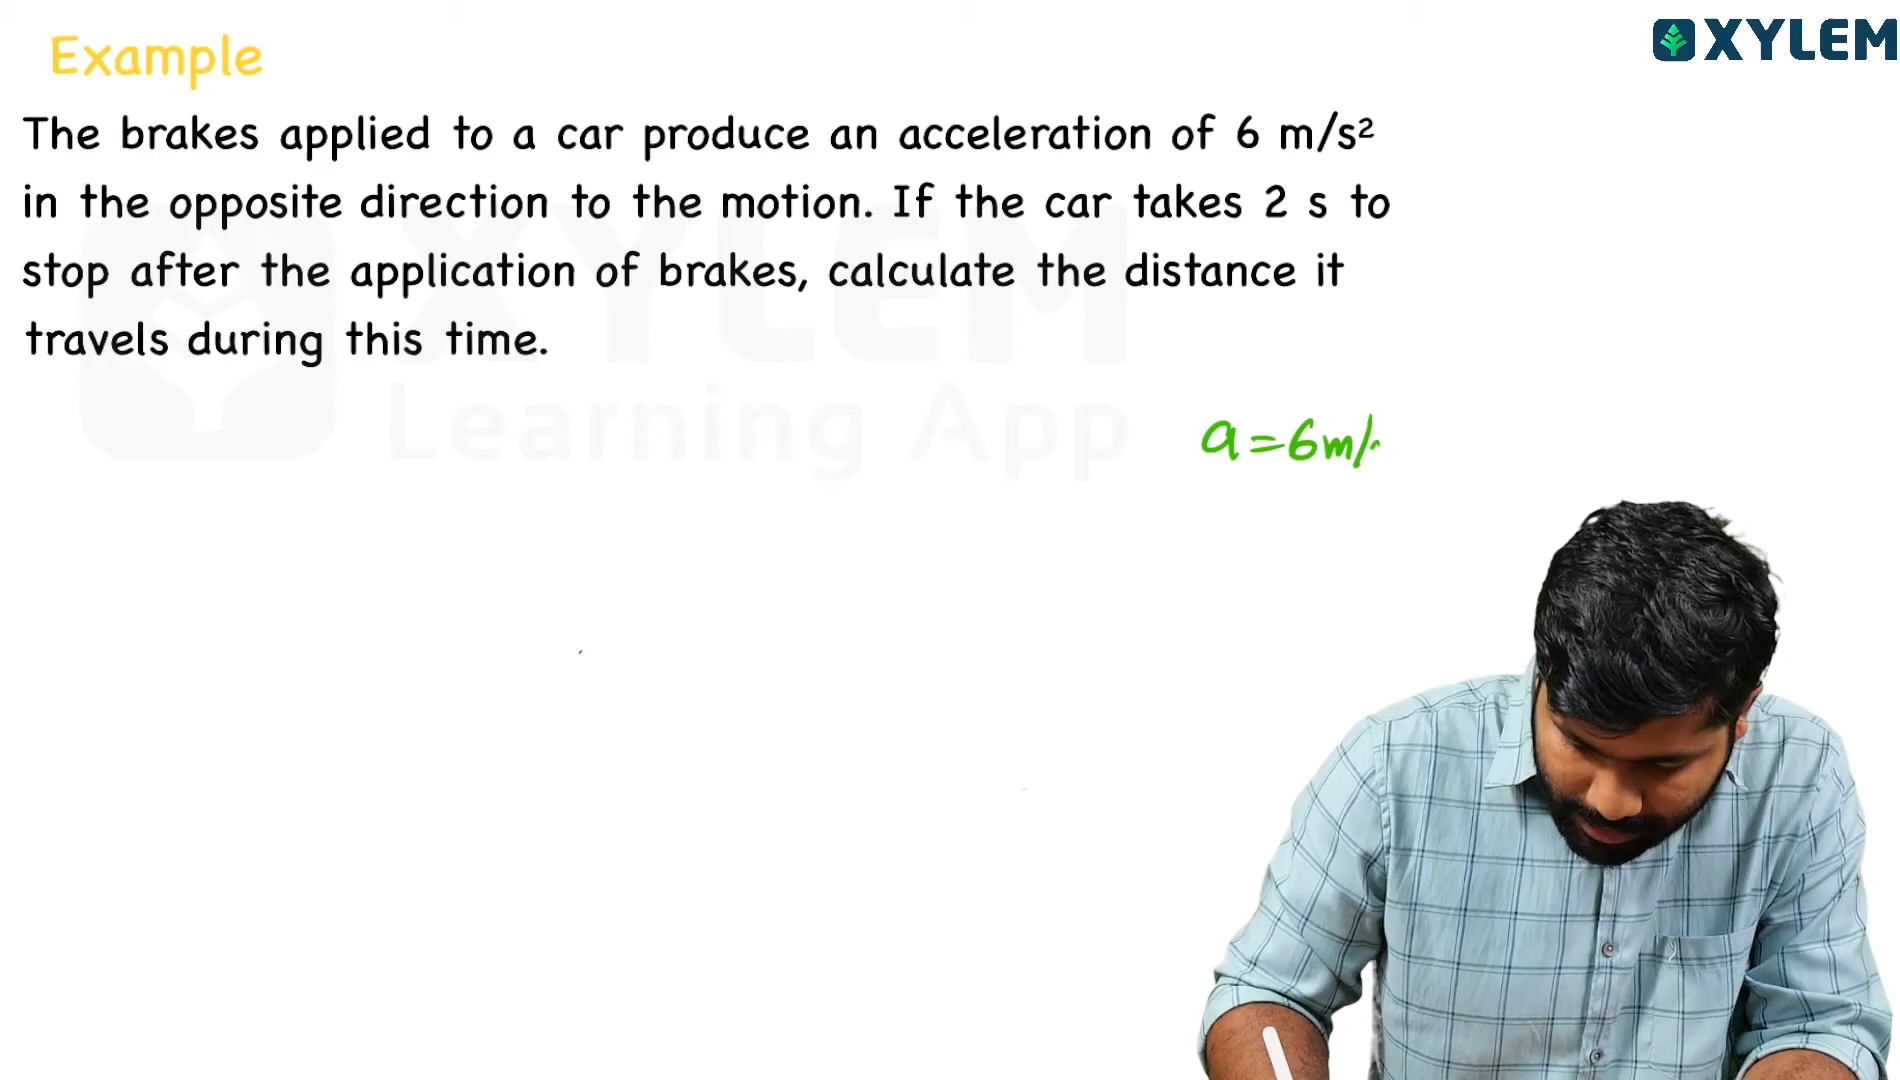 Example
XYLEM
The brakes applied to a car produce an acceleration of 6 m/s²
in the opposite direction to the motion. If the car takes 2 s to
stop after the application of brakes, calculate the distance it
travels during this time.
XYLEM
Learning App
a = 6m/